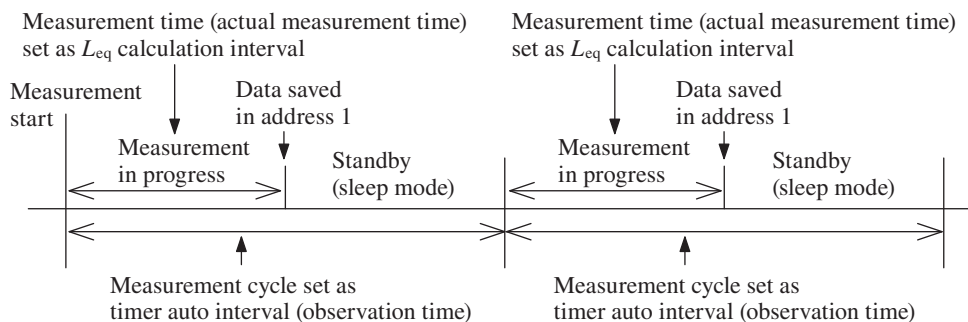 Measurement time (actual measurement time)
set as Leq calculation interval
Measurement time (actual measurement time)
set as Leq calculation interval
Measurement
start
Data saved
in address 1
Data saved
in address 1
Measurement
in progress
Standby
(sleep mode)
Measurement
in progress
Standby
(sleep mode)
Measurement cycle set as
timer auto interval (observation time)
Measurement cycle set as
timer auto interval (observation time)